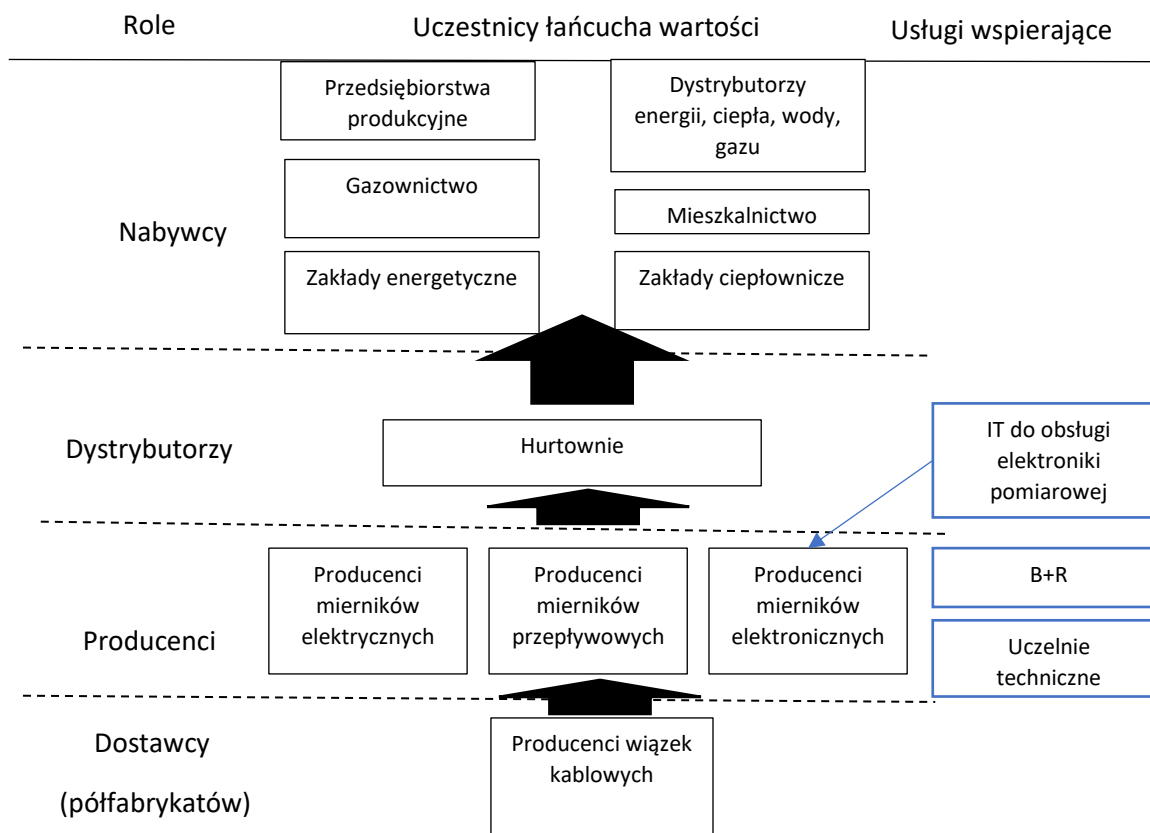 Role
Uczestnicy łańcucha wartości
Usługi wspierające
Przedsiębiorstwa
produkcyjne
Dystrybutorzy
energii, ciepła, wody,
gazu
Gazownictwo
Mieszkalnictwo
Nabywcy
Zakłady energetyczne
Zakłady ciepłownicze
Dystrybutorzy
Hurtownie
IT do obsługi
elektroniki
pomiarowej
Producenci
Producenci
mierników
elektrycznych
Producenci
mierników
przepływowych
Producenci
mierników
elektronicznych
B+R
Uczelnie
techniczne
Dostawcy
(półfabrykatów)
Producenci wiązek
kablowych